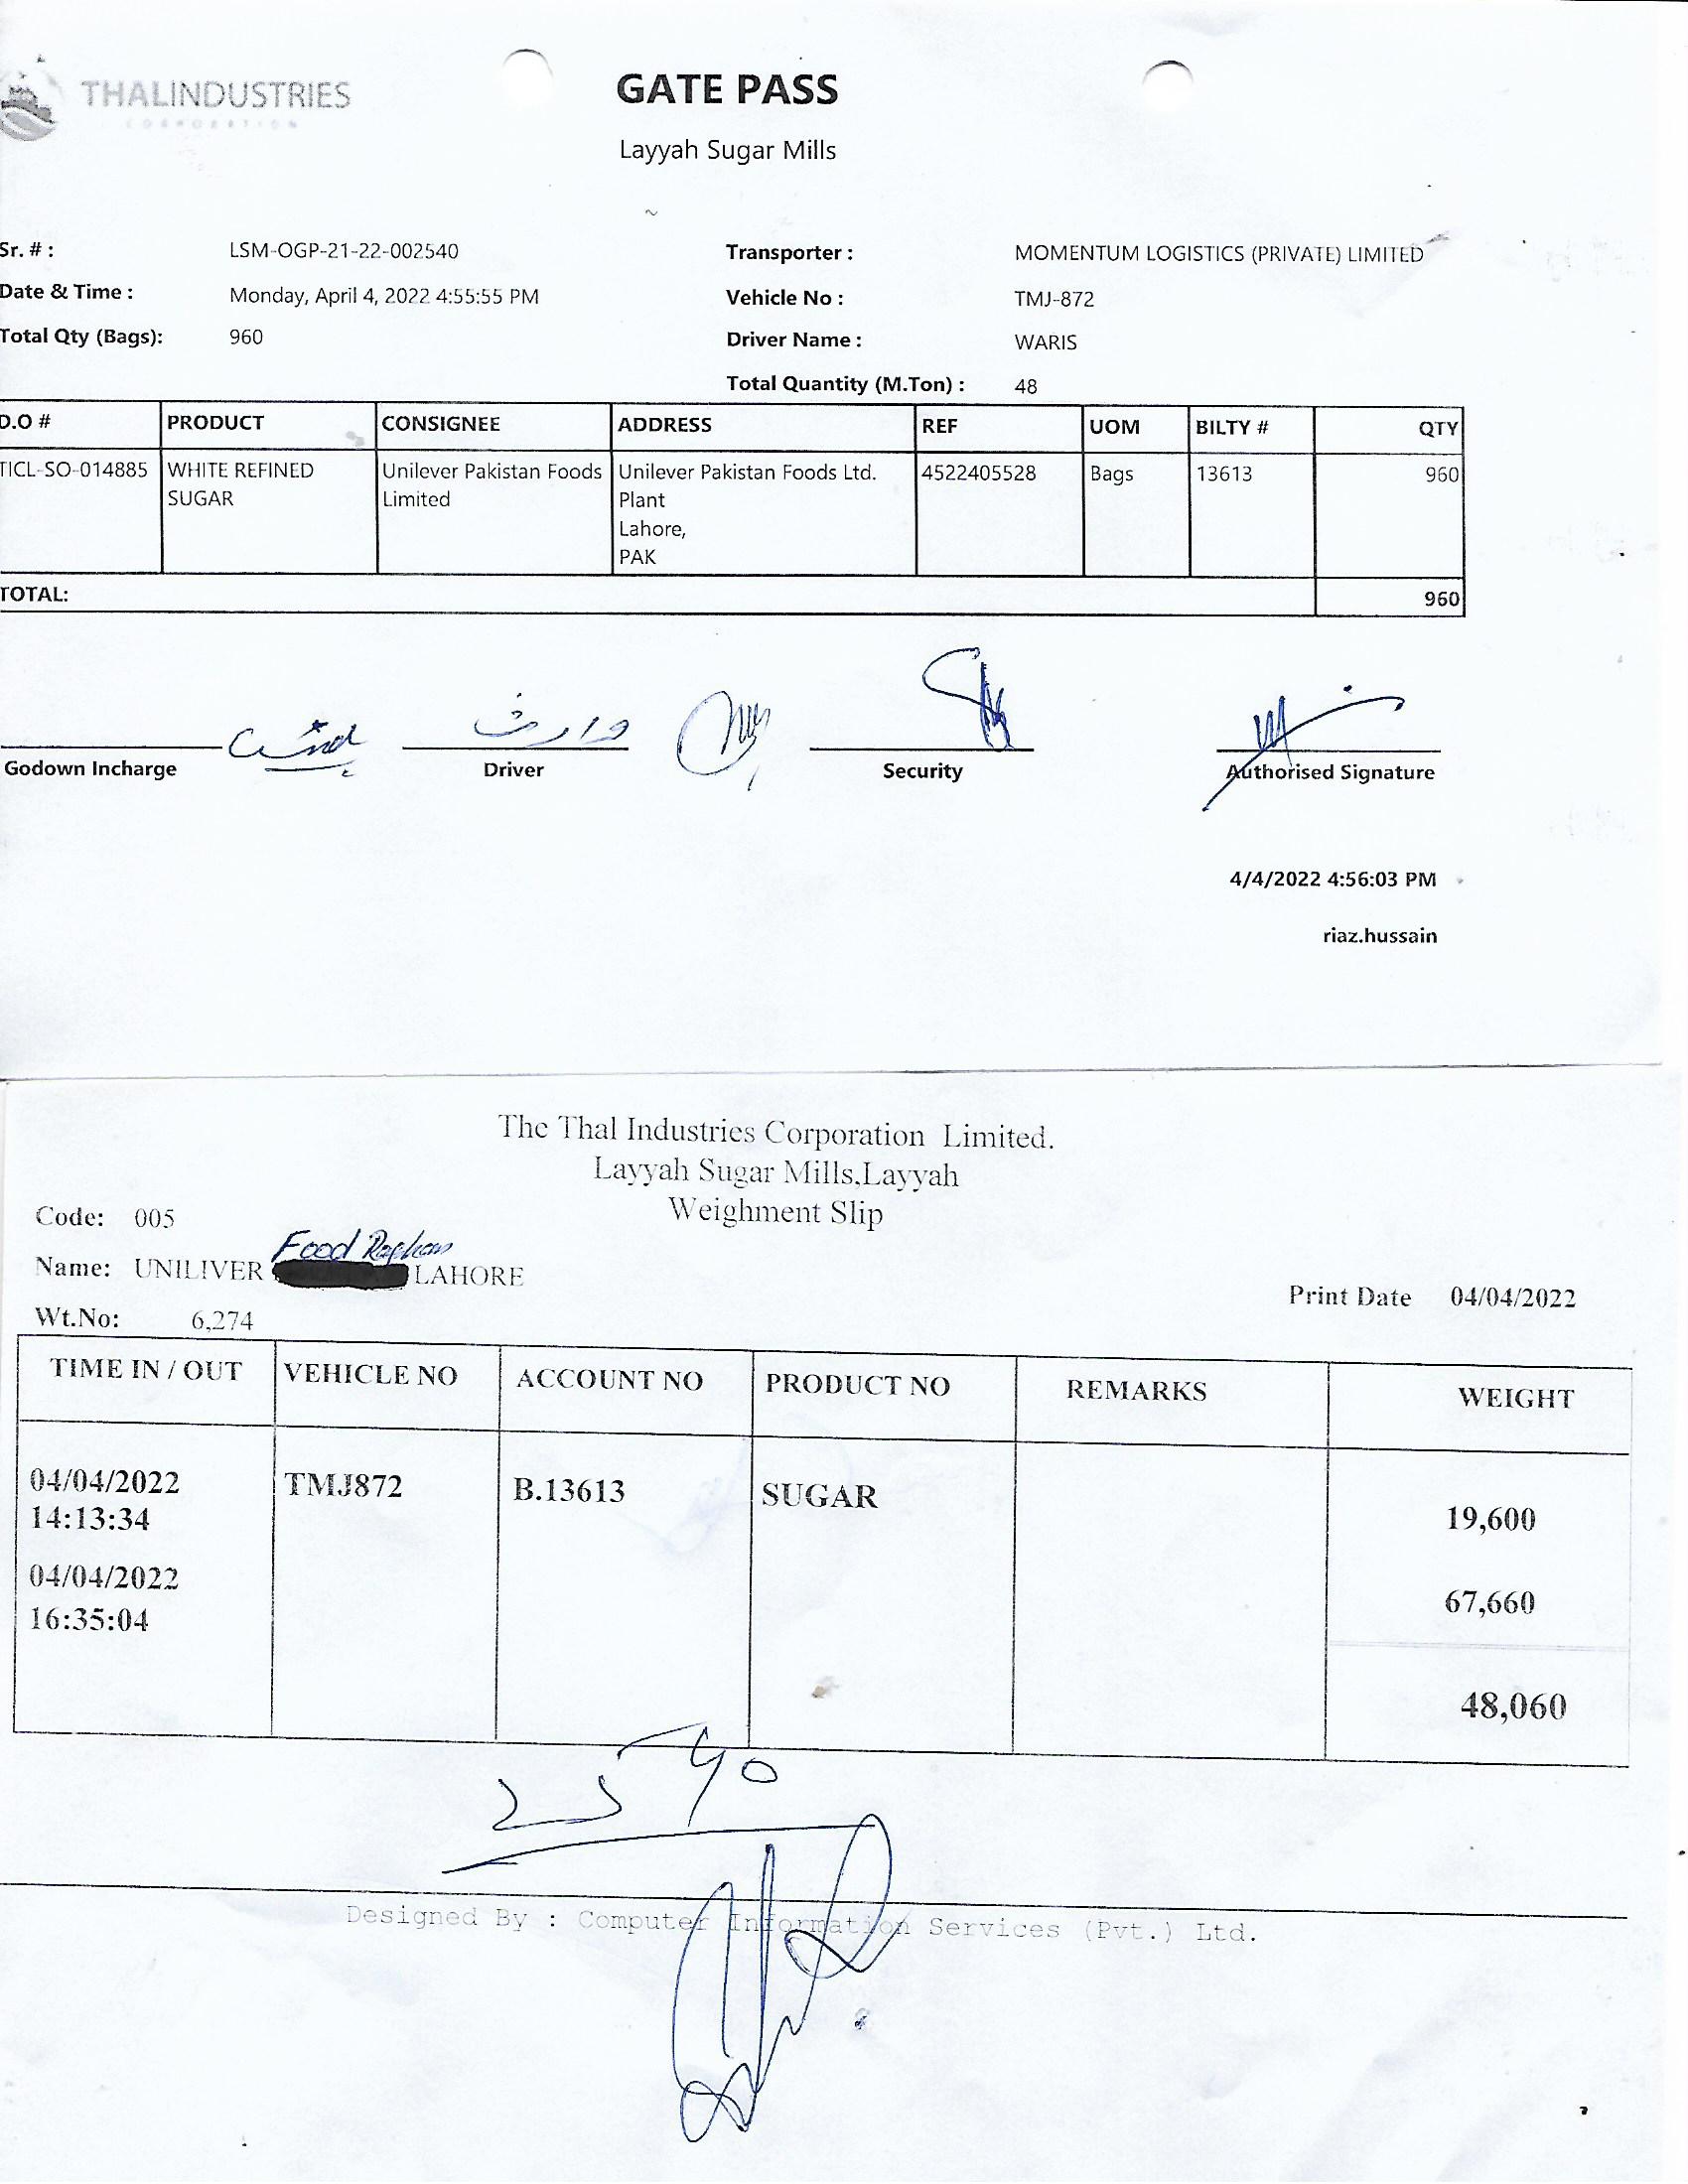 THALINDUSTRIES
CORPORATION
GATE PASS
Layyah Sugar Mills
Sr. # : LSM-OGP-21-22-002540
Transporter : MOMENTUM LOGISTICS (PRIVATE) LIMITED
Date & Time : Monday, April 4, 2022 4:55:55 PM
Vehicle No : TMJ-872
Total Qty (Bags): 960
Driver Name : WARIS
Total Quantity (M.Ton) : 48
D.O # PRODUCT CONSIGNEE ADDRESS REF UOM BILTY # QTY
TICL-SO-014885 WHITE REFINED Unilever Pakistan Foods Unilever Pakistan Foods Ltd. 4522405528 Bags 13613 960
SUGAR Limited Plant
Lahore,
PAK
TOTAL: 960
وارث
Godown Incharge Driver Security Authorised Signature
4/4/2022 4:56:03 PM
riaz.hussain
The Thal Industries Corporation Limited.
Layyah Sugar Mills,Layyah
Weighment Slip
Code: 005
Food
Name: UNILIVER LAHORE
Print Date 04/04/2022
Wt.No: 6,274
TIME IN / OUT VEHICLE NO ACCOUNT NO PRODUCT NO REMARKS WEIGHT
04/04/2022 TMJ872 B.13613 SUGAR
14:13:34 19,600
04/04/2022
16:35:04 67,660
48,060
Designed By : Computer Information Services (Pvt.) Ltd.